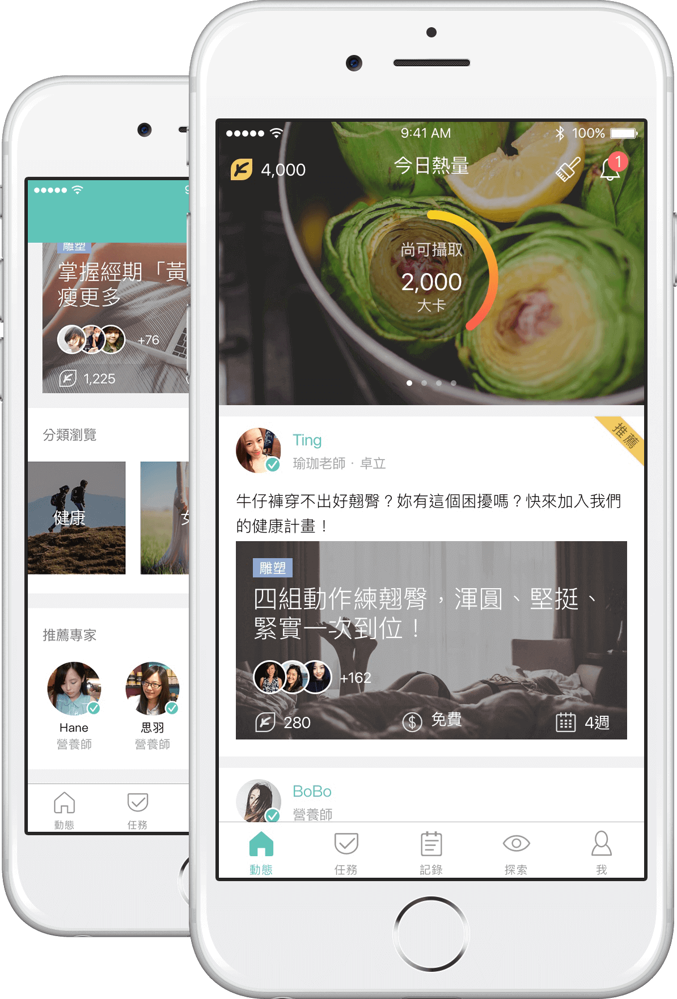 9:41 AM
100%
4,000
今日熱量
1
尚可攝取
2,000
大卡
推薦
Ting
瑜珈老師 · 卓立
牛仔褲穿不出好翹臀？妳有這個困擾嗎？快來加入我們
的健康計畫！
雕塑
四組動作練翹臀，渾圓、堅挺、
緊實一次到位！
+162
280
免費
4週
BoBo
營養師
動態
任務
記錄
探索
我
雕塑
掌握經期「黃
瘦更多
+76
1,225
分類瀏覽
健康
推薦專家
Hane
營養師
思羽
營養師
動態
任務